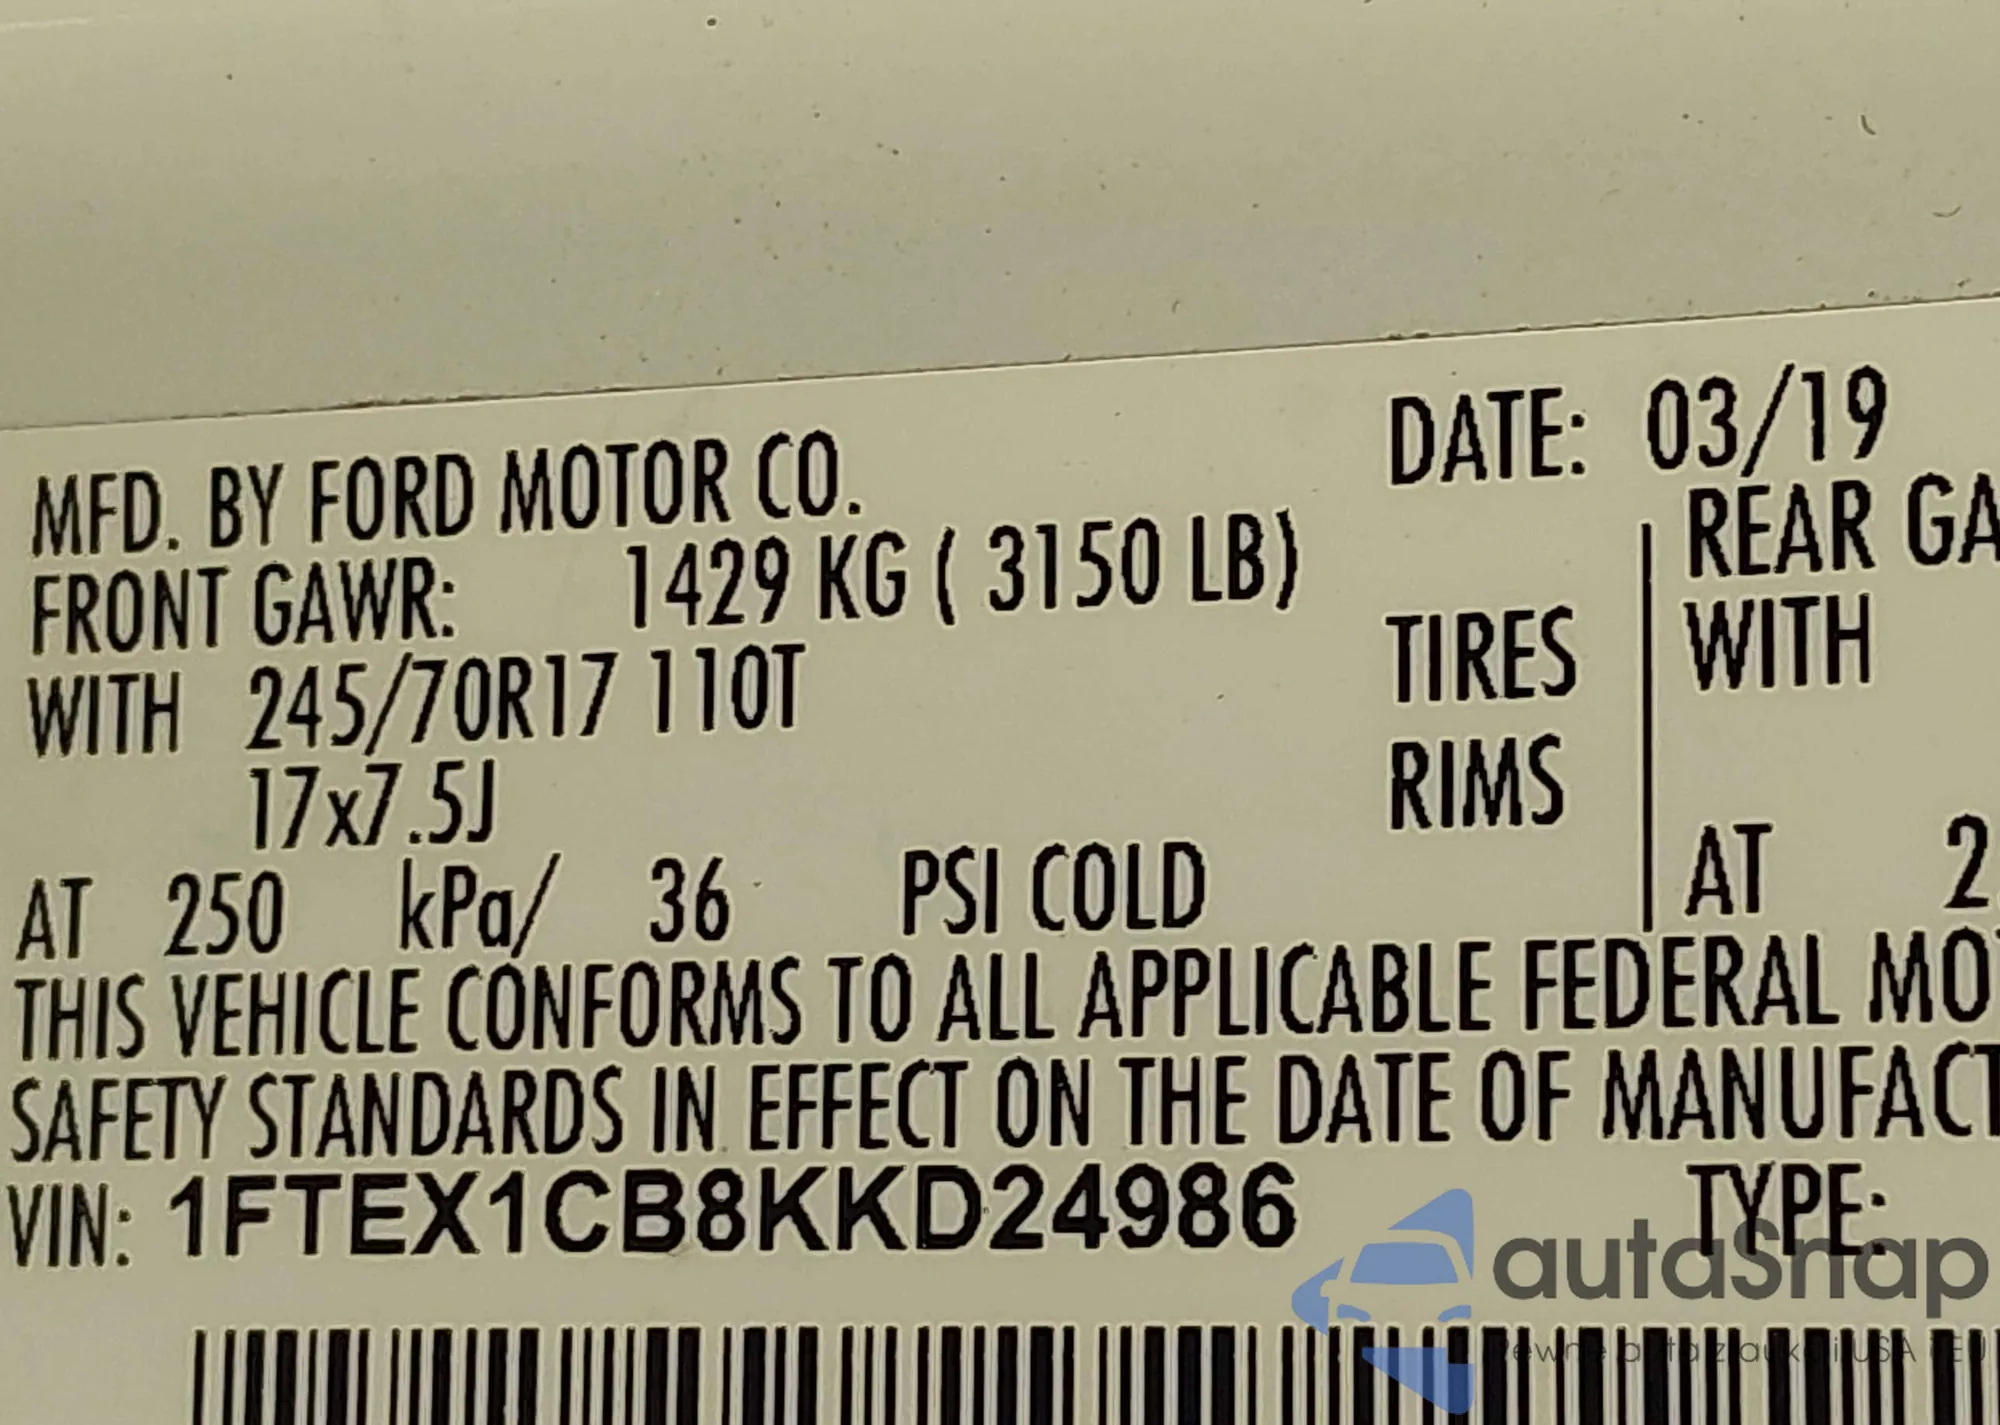 DATE: 03/19
MFD. BY FORD MOTOR CO.
FRONT GAWR: 1429 KG ( 3150 LB)
REAR GA
WITH 245/70R17 110T TIRES
WITH
17x7.5J RIMS
AT 250 kPa/ 36 PSI COLD
AT 2
THIS VEHICLE CONFORMS TO ALL APPLICABLE FEDERAL MO
SAFETY STANDARDS IN EFFECT ON THE DATE OF MANUFACT
VIN: 1FTEX1CB8KKD24986
TYPE:
autaSnap